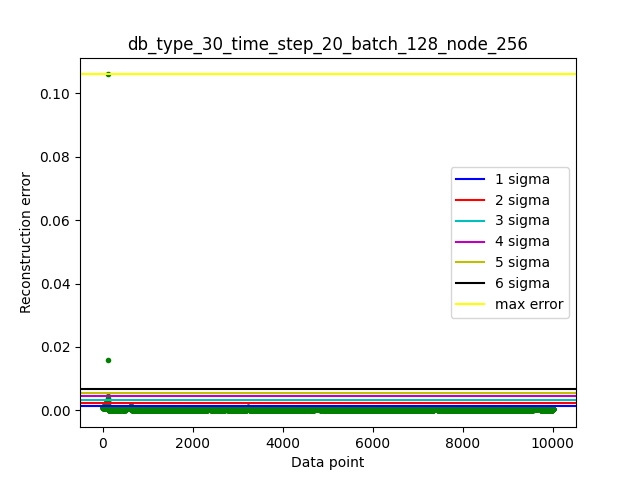 db_type_30_time_step_20_batch_128_node_256
0.10
0.08
0.06
0.04
0.02
0.00
Reconstruction error
1 sigma
2 sigma
3 sigma
4 sigma
5 sigma
6 sigma
max error
0 2000 4000 6000 8000 10000
Data point